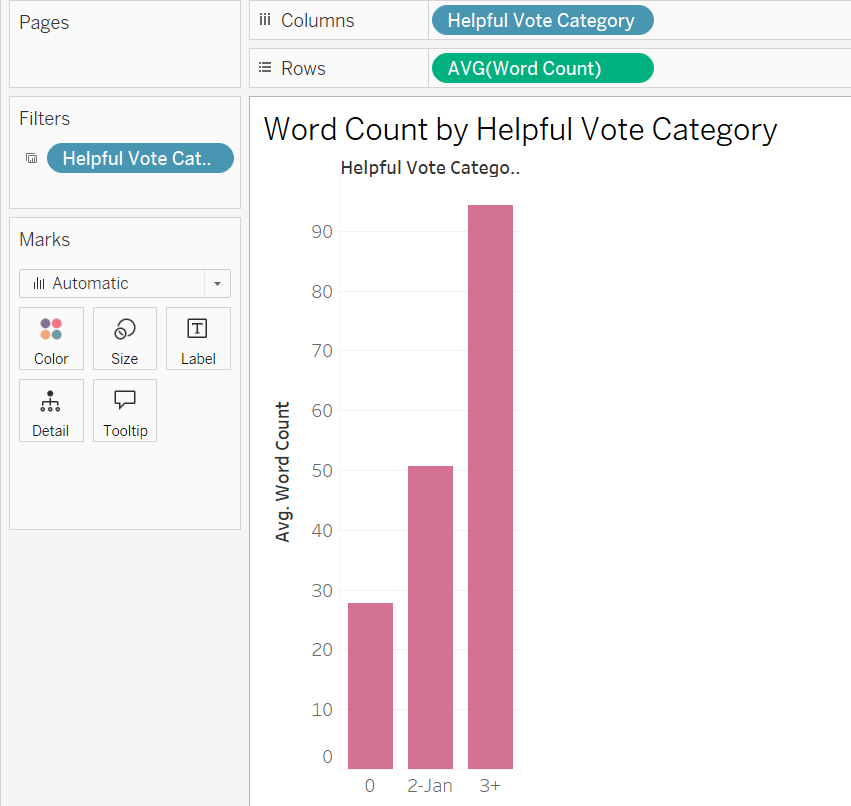 Pages
Columns
Helpful Vote Category
Rows
AVG(Word Count)
Filters
Helpful Vote Cat..
Marks
Automatic
Color
Size
Label
Detail
Tooltip
Word Count by Helpful Vote Category
Helpful Vote Catego..
Avg. Word Count
90
80
70
60
50
40
30
20
10
0
0
2-Jan
3+